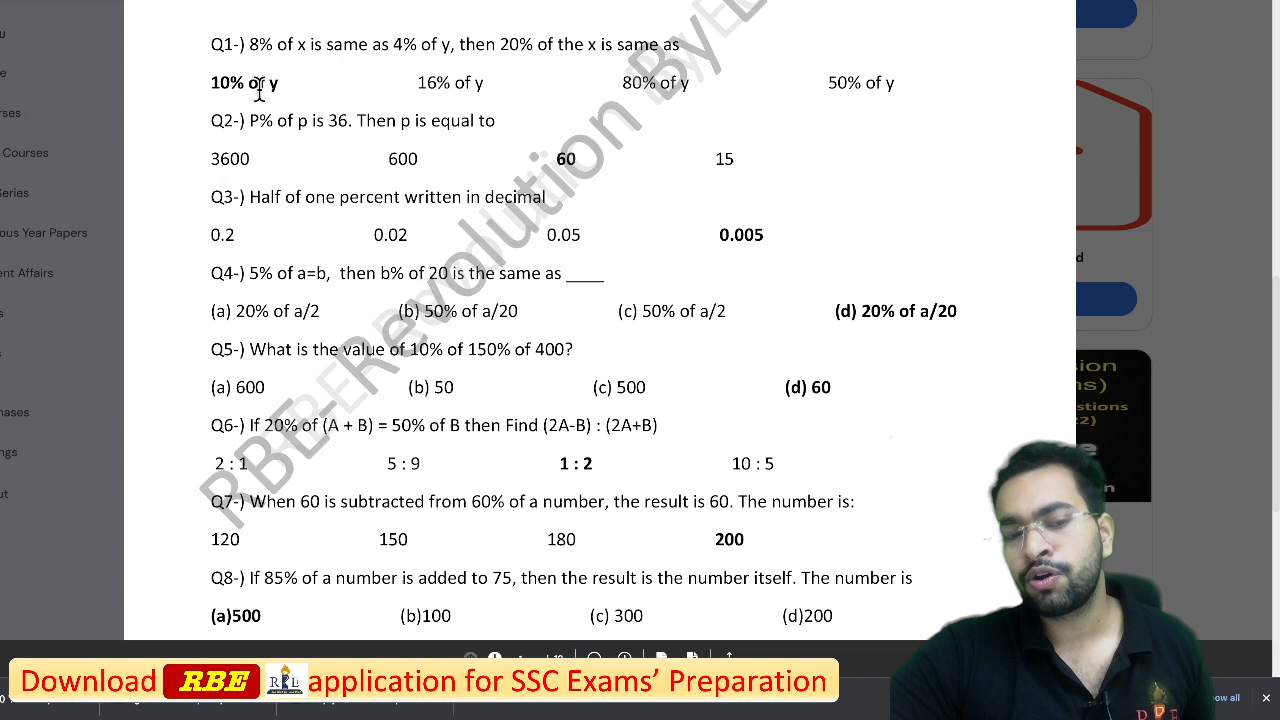 Q1-) 8% of x is same as 4% of y, then 20% of the x is same as
10% of y 16% of y 80% of y 50% of y
Q2-) P% of p is 36. Then p is equal to
3600 600 60 15
Q3-) Half of one percent written in decimal
0.2 0.02 0.05 0.005
Q4-) 5% of a=b, then b% of 20 is the same as ____
(a) 20% of a/2 (b) 50% of a/20 (c) 50% of a/2 (d) 20% of a/20
Q5-) What is the value of 10% of 150% of 400?
(a) 600 (b) 50 (c) 500 (d) 60
Q6-) If 20% of (A + B) = 50% of B then Find (2A-B) : (2A+B)
2 : 1 5 : 9 1 : 2 10 : 5
Q7-) When 60 is subtracted from 60% of a number, the result is 60. The number is:
120 150 180 200
Q8-) If 85% of a number is added to 75, then the result is the number itself. The number is
(a)500 (b)100 (c) 300 (d)200
RBE-Revolution By
Courses
ous Year Papers
Download RBE application for SSC Exams' Preparation
RBE